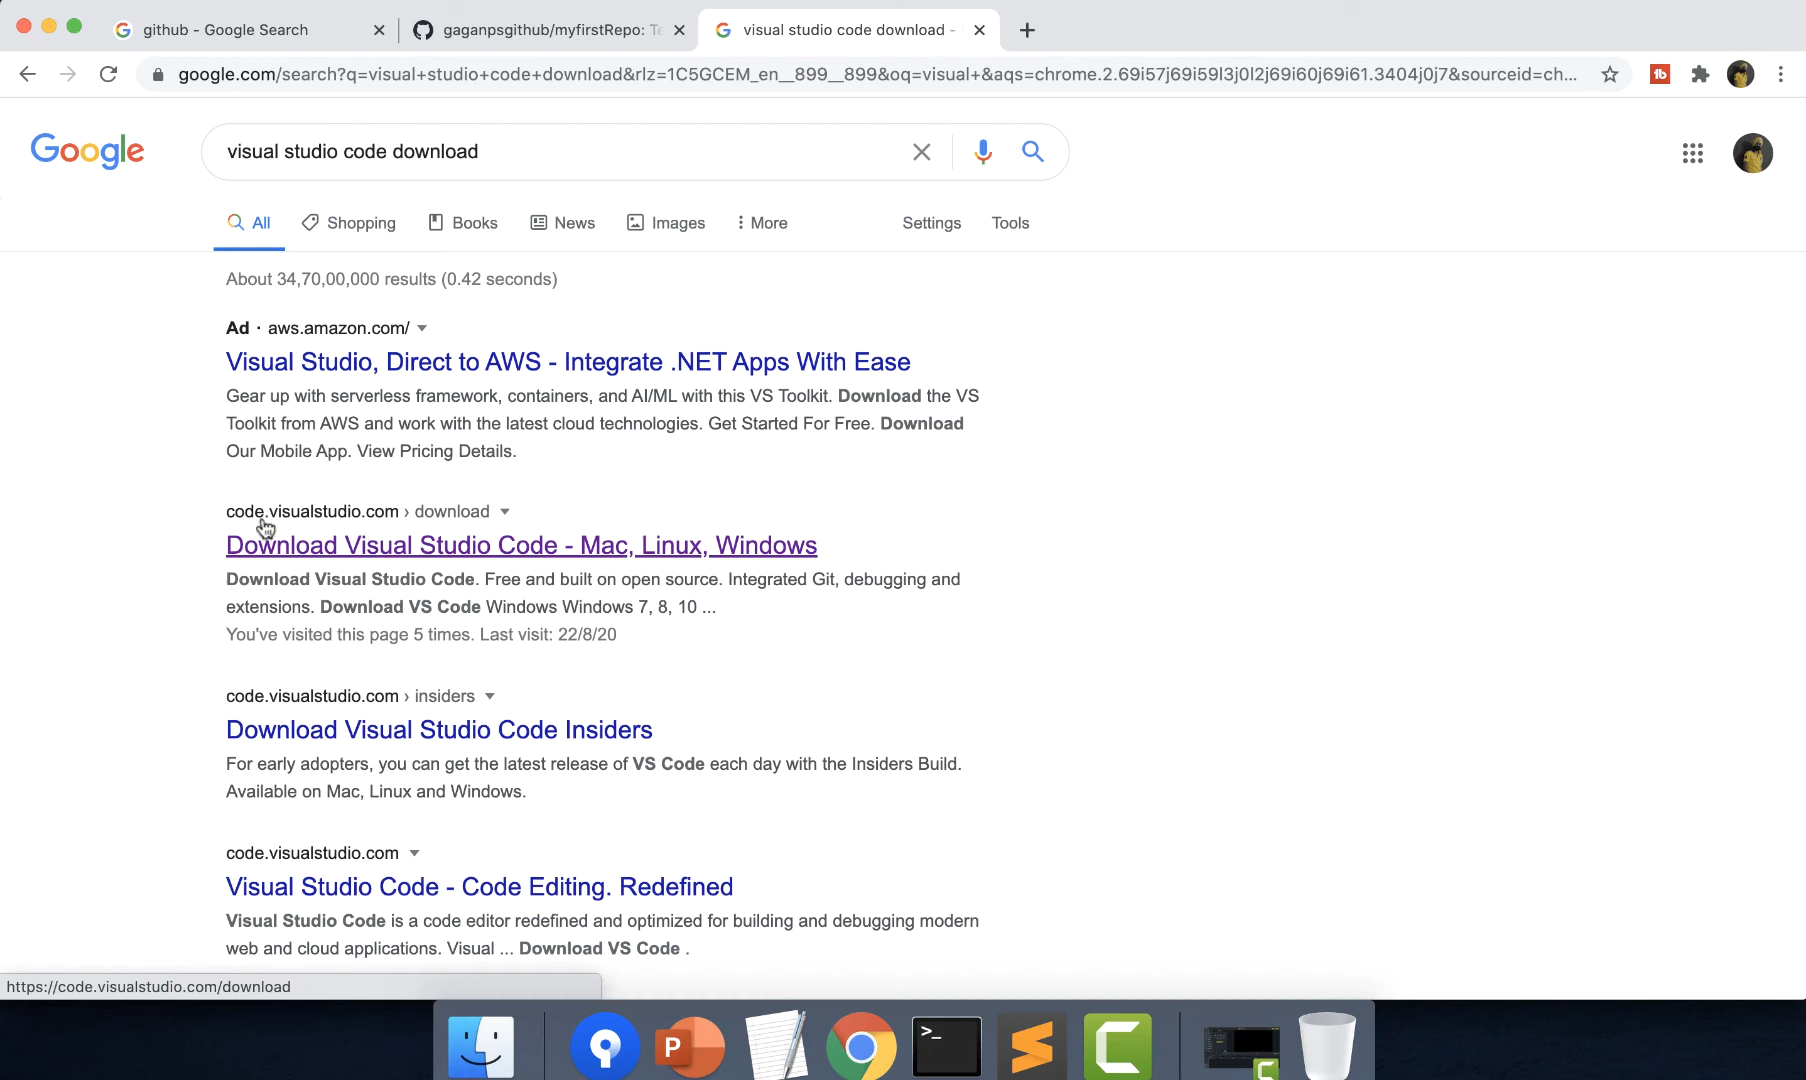 github - Google Search
gaganpsgithub/myfirstRepo: Te
visual studio code download -
google.com/search?q=visual+studio+code+download&rlz=1C5GCEM_en__899__899&oq=visual+&aqs=chrome.2.69i57j69i59l3j0l2j69i60j69i61.3404j0j7&sourceid=ch...
Google
visual studio code download
All
Shopping
Books
News
Images
More
Settings
Tools
About 34,70,00,000 results (0.42 seconds)
Ad · aws.amazon.com/
Visual Studio, Direct to AWS - Integrate .NET Apps With Ease
Gear up with serverless framework, containers, and AI/ML with this VS Toolkit. Download the VS
Toolkit from AWS and work with the latest cloud technologies. Get Started For Free. Download
Our Mobile App. View Pricing Details.
code.visualstudio.com › download
Download Visual Studio Code - Mac, Linux, Windows
Download Visual Studio Code. Free and built on open source. Integrated Git, debugging and
extensions. Download VS Code Windows Windows 7, 8, 10 ...
You've visited this page 5 times. Last visit: 22/8/20
code.visualstudio.com › insiders
Download Visual Studio Code Insiders
For early adopters, you can get the latest release of VS Code each day with the Insiders Build.
Available on Mac, Linux and Windows.
code.visualstudio.com
Visual Studio Code - Code Editing. Redefined
Visual Studio Code is a code editor redefined and optimized for building and debugging modern
web and cloud applications. Visual ... Download VS Code .
https://code.visualstudio.com/download
P
>_